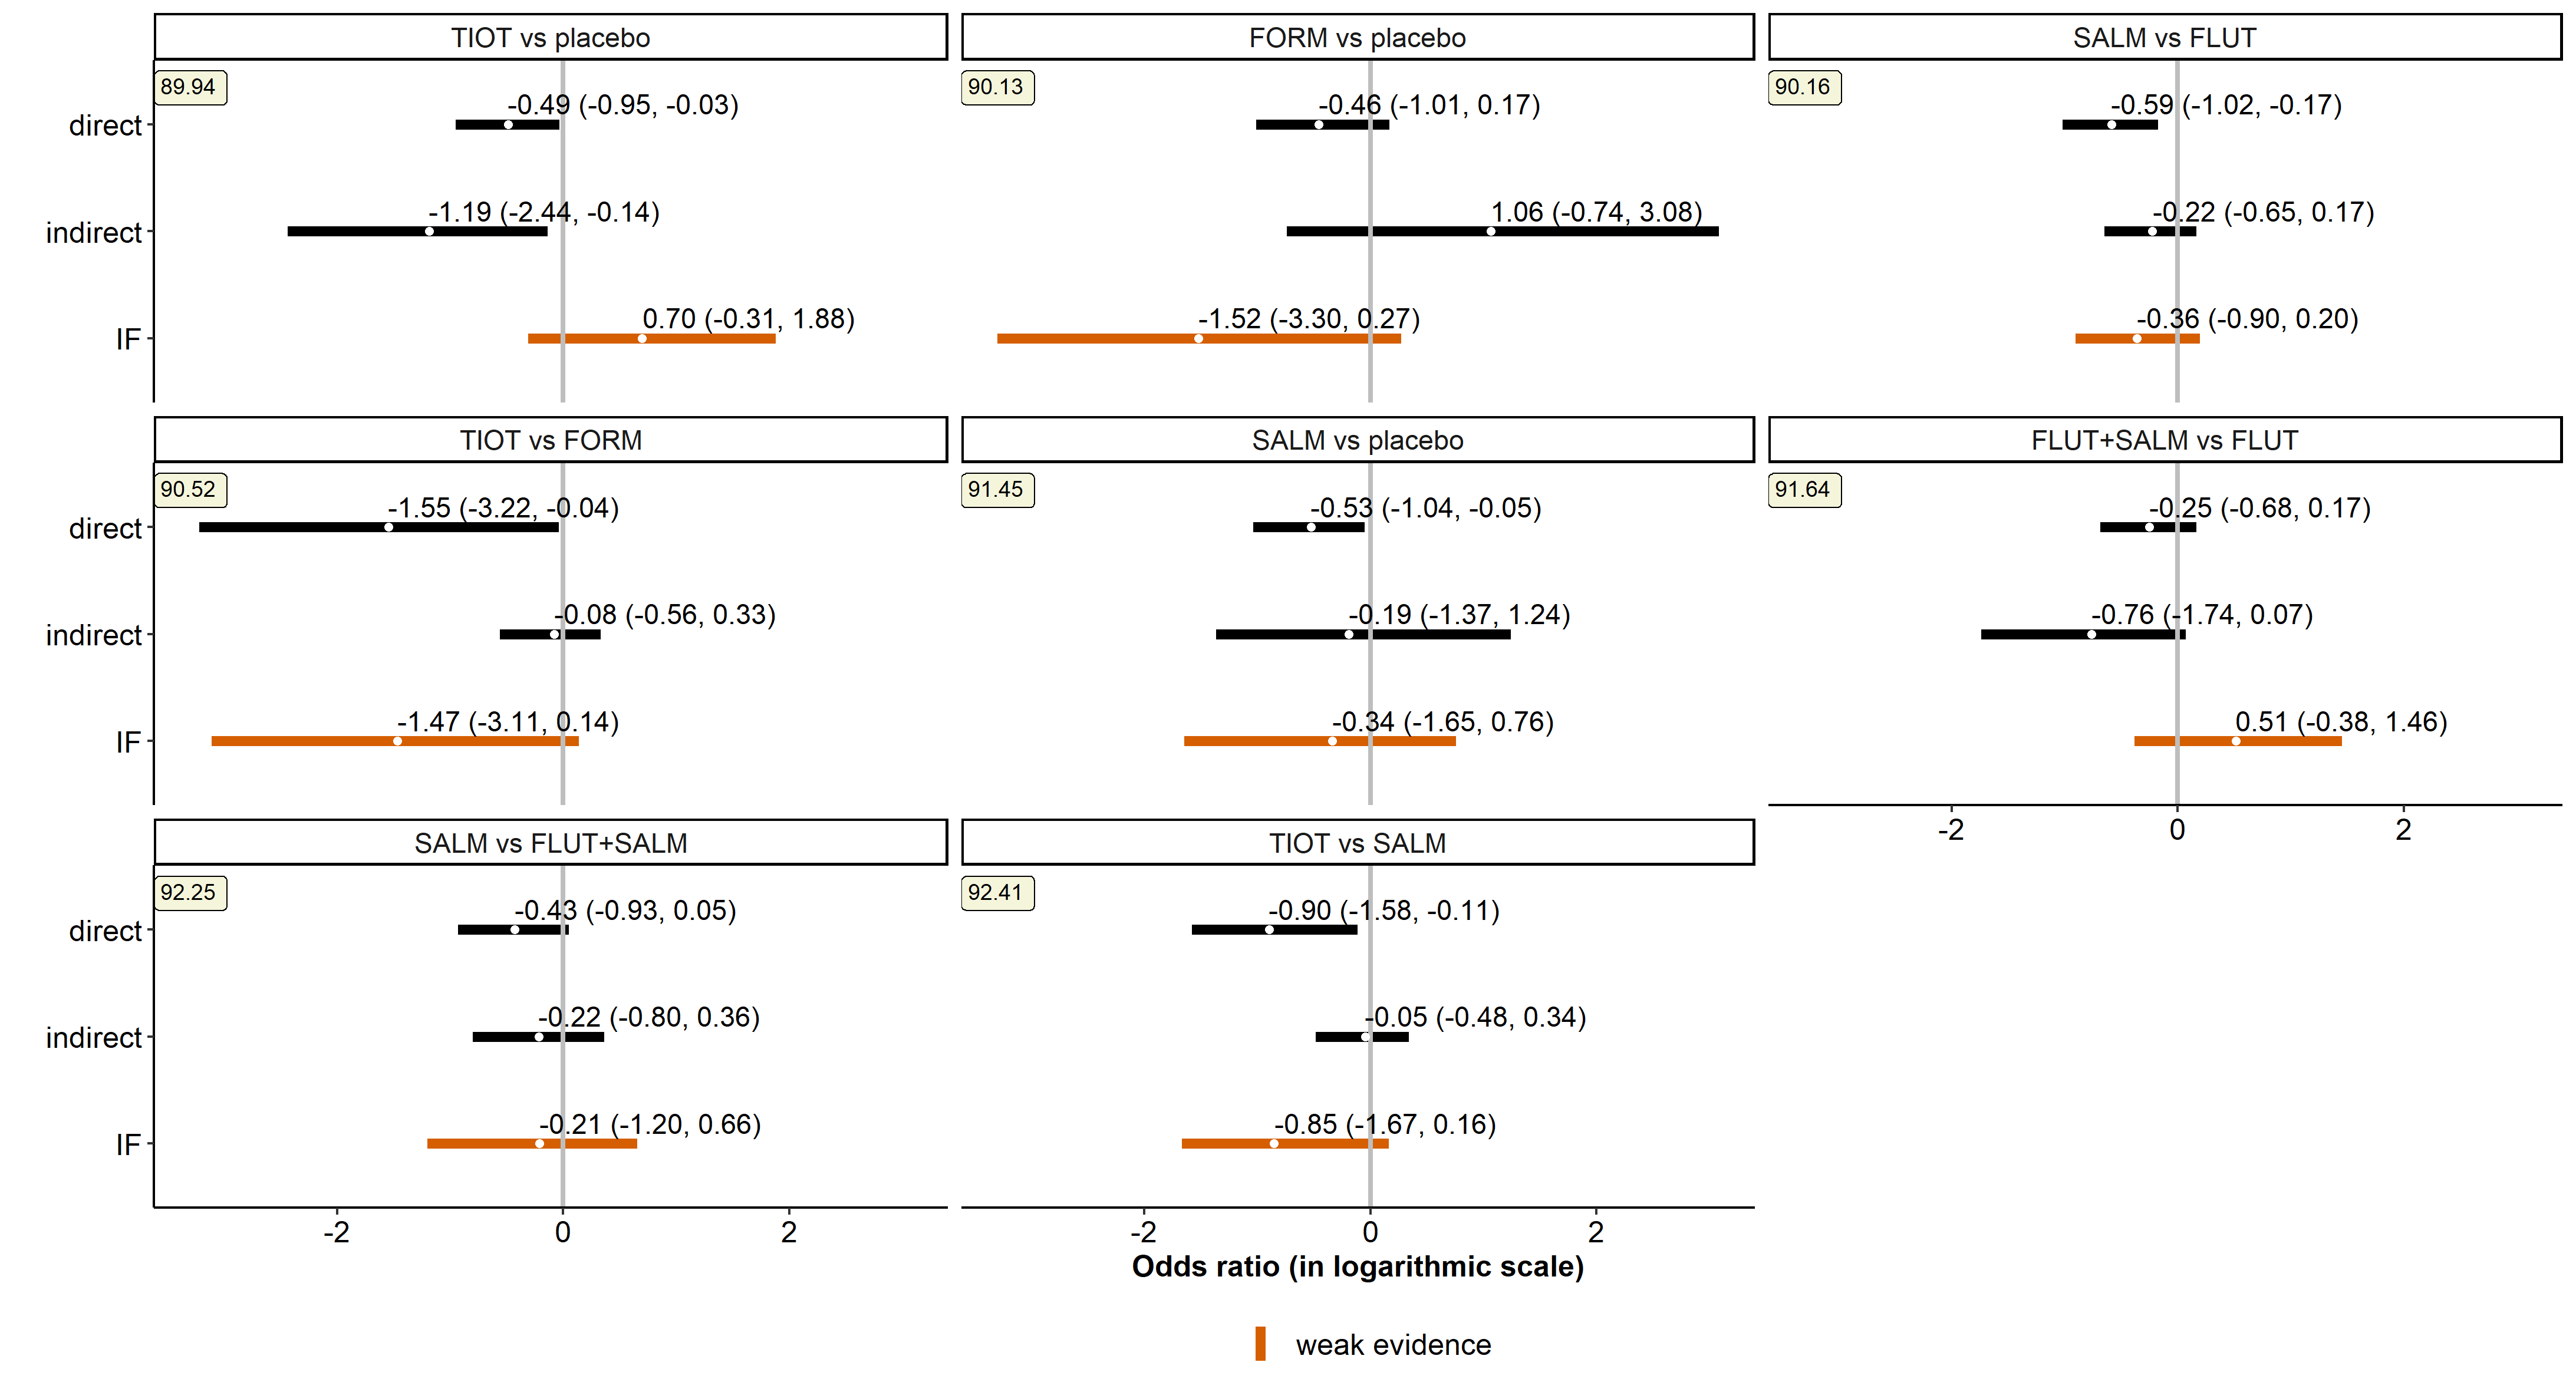 TIOT vs placebo
89.94
direct
-0.49 (-0.95, -0.03)
indirect
-1.19 (-2.44, -0.14)
IF
0.70 (-0.31, 1.88)
FORM vs placebo
90.13
-0.46 (-1.01, 0.17)
1.06 (-0.74, 3.08)
-1.52 (-3.30, 0.27)
SALM vs FLUT
90.16
-0.59 (-1.02, -0.17)
-0.22 (-0.65, 0.17)
-0.36 (-0.90, 0.20)
TIOT vs FORM
90.52
direct
-1.55 (-3.22, -0.04)
indirect
-0.08 (-0.56, 0.33)
IF
-1.47 (-3.11, 0.14)
SALM vs placebo
91.45
-0.53 (-1.04, -0.05)
-0.19 (-1.37, 1.24)
-0.34 (-1.65, 0.76)
FLUT+SALM vs FLUT
91.64
-0.25 (-0.68, 0.17)
-0.76 (-1.74, 0.07)
0.51 (-0.38, 1.46)
-2 0 2
SALM vs FLUT+SALM
92.25
direct
-0.43 (-0.93, 0.05)
indirect
-0.22 (-0.80, 0.36)
IF
-0.21 (-1.20, 0.66)
-2 0 2
TIOT vs SALM
92.41
-0.90 (-1.58, -0.11)
-0.05 (-0.48, 0.34)
-0.85 (-1.67, 0.16)
-2 0 2
Odds ratio (in logarithmic scale)
weak evidence